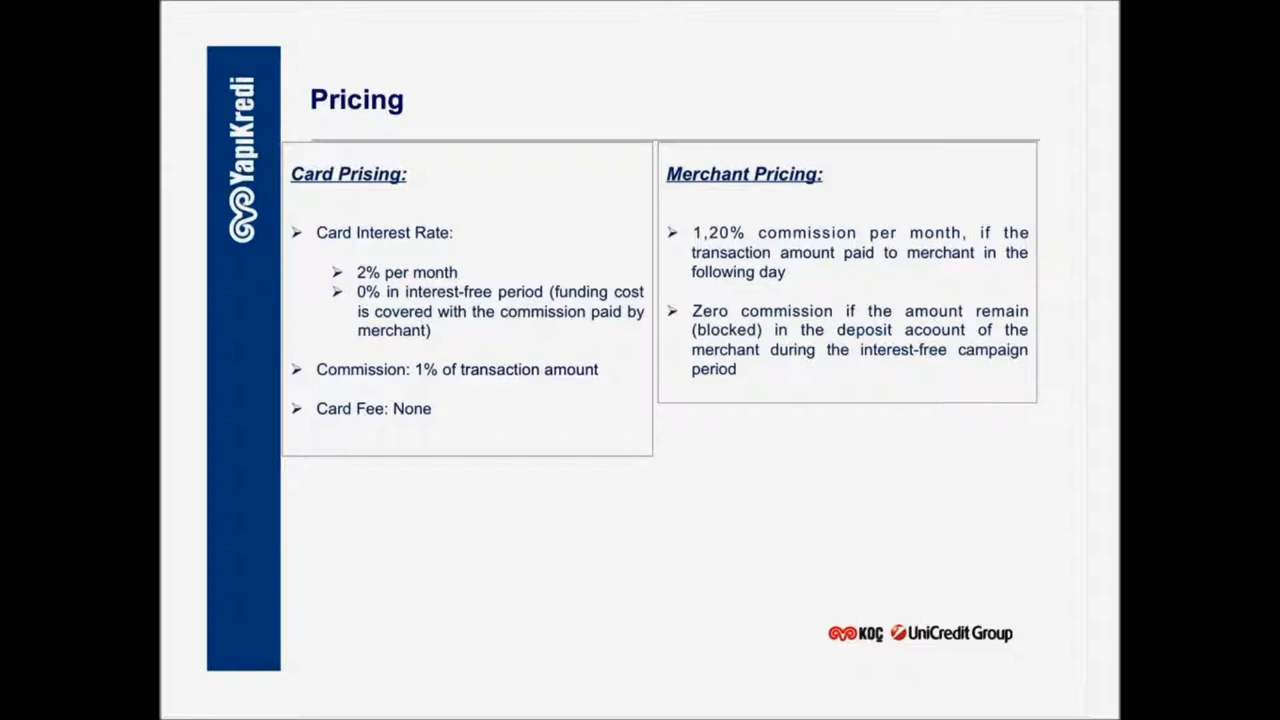 YapıKredi
Pricing
Card Prising:
➢ Card Interest Rate:
➢ 2% per month
➢ 0% in interest-free period (funding cost
is covered with the commission paid by
merchant)
➢ Commission: 1% of transaction amount
➢ Card Fee: None
Merchant Pricing:
➢ 1,20% commission per month, if the
transaction amount paid to merchant in the
following day
➢ Zero commission if the amount remain
(blocked) in the deposit acoount of the
merchant during the interest-free campaign
period
KOÇ UniCredit Group